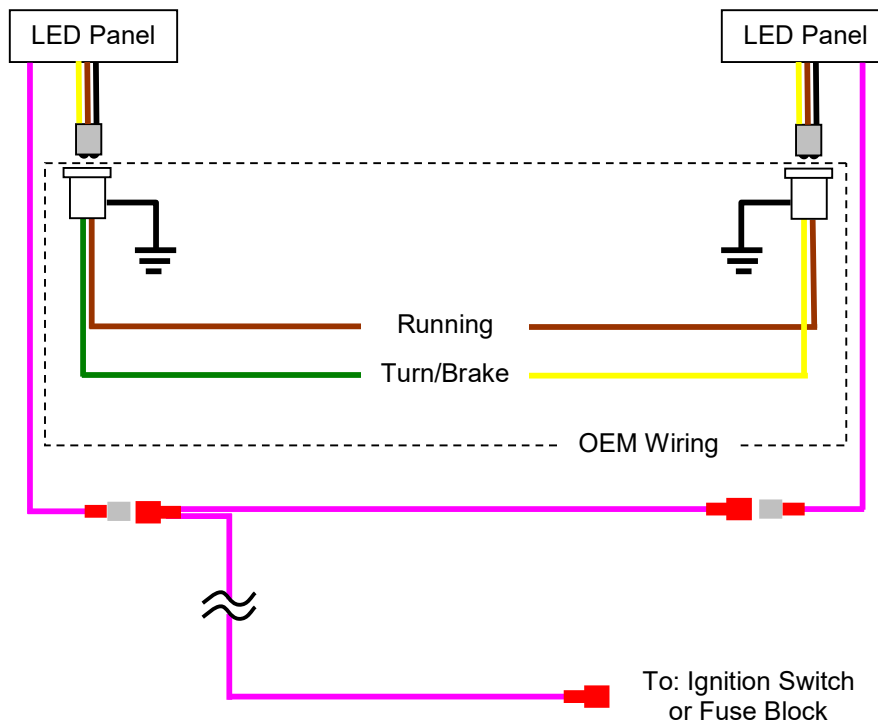 LED Panel
LED Panel
Running
Turn/Brake
OEM Wiring
To: Ignition Switch
or Fuse Block